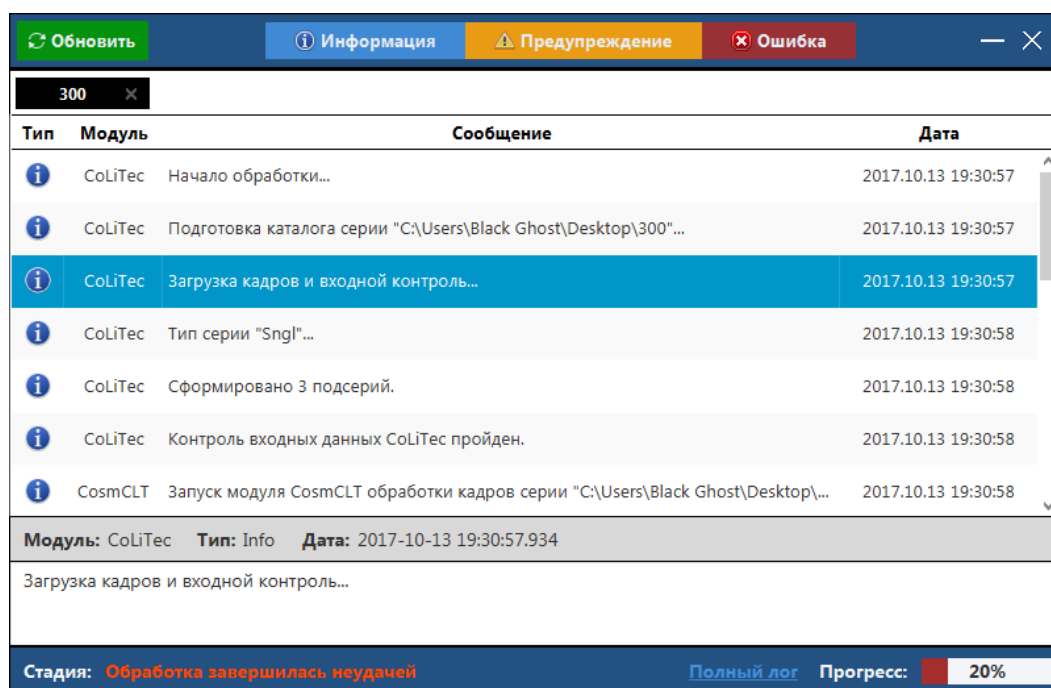 Обновить Информация Предупреждение Ошибка
300
Тип Модуль Сообщение Дата
CoLiTec Начало обработки... 2017.10.13 19:30:57
CoLiTec Подготовка каталога серии "C:\Users\Black Ghost\Desktop\300"... 2017.10.13 19:30:57
CoLiTec Загрузка кадров и входной контроль... 2017.10.13 19:30:57
CoLiTec Тип серии "Sngl"... 2017.10.13 19:30:58
CoLiTec Сформировано 3 подсерий. 2017.10.13 19:30:58
CoLiTec Контроль входных данных CoLiTec пройден. 2017.10.13 19:30:58
CosmCLT Запуск модуля CosmCLT обработки кадров серии "C:\Users\Black Ghost\Desktop\... 2017.10.13 19:30:58
Модуль: CoLiTec Тип: Info Дата: 2017-10-13 19:30:57.934
Загрузка кадров и входной контроль...
Стадия: Обработка завершилась неудачей Полный лог Прогресс: 20%